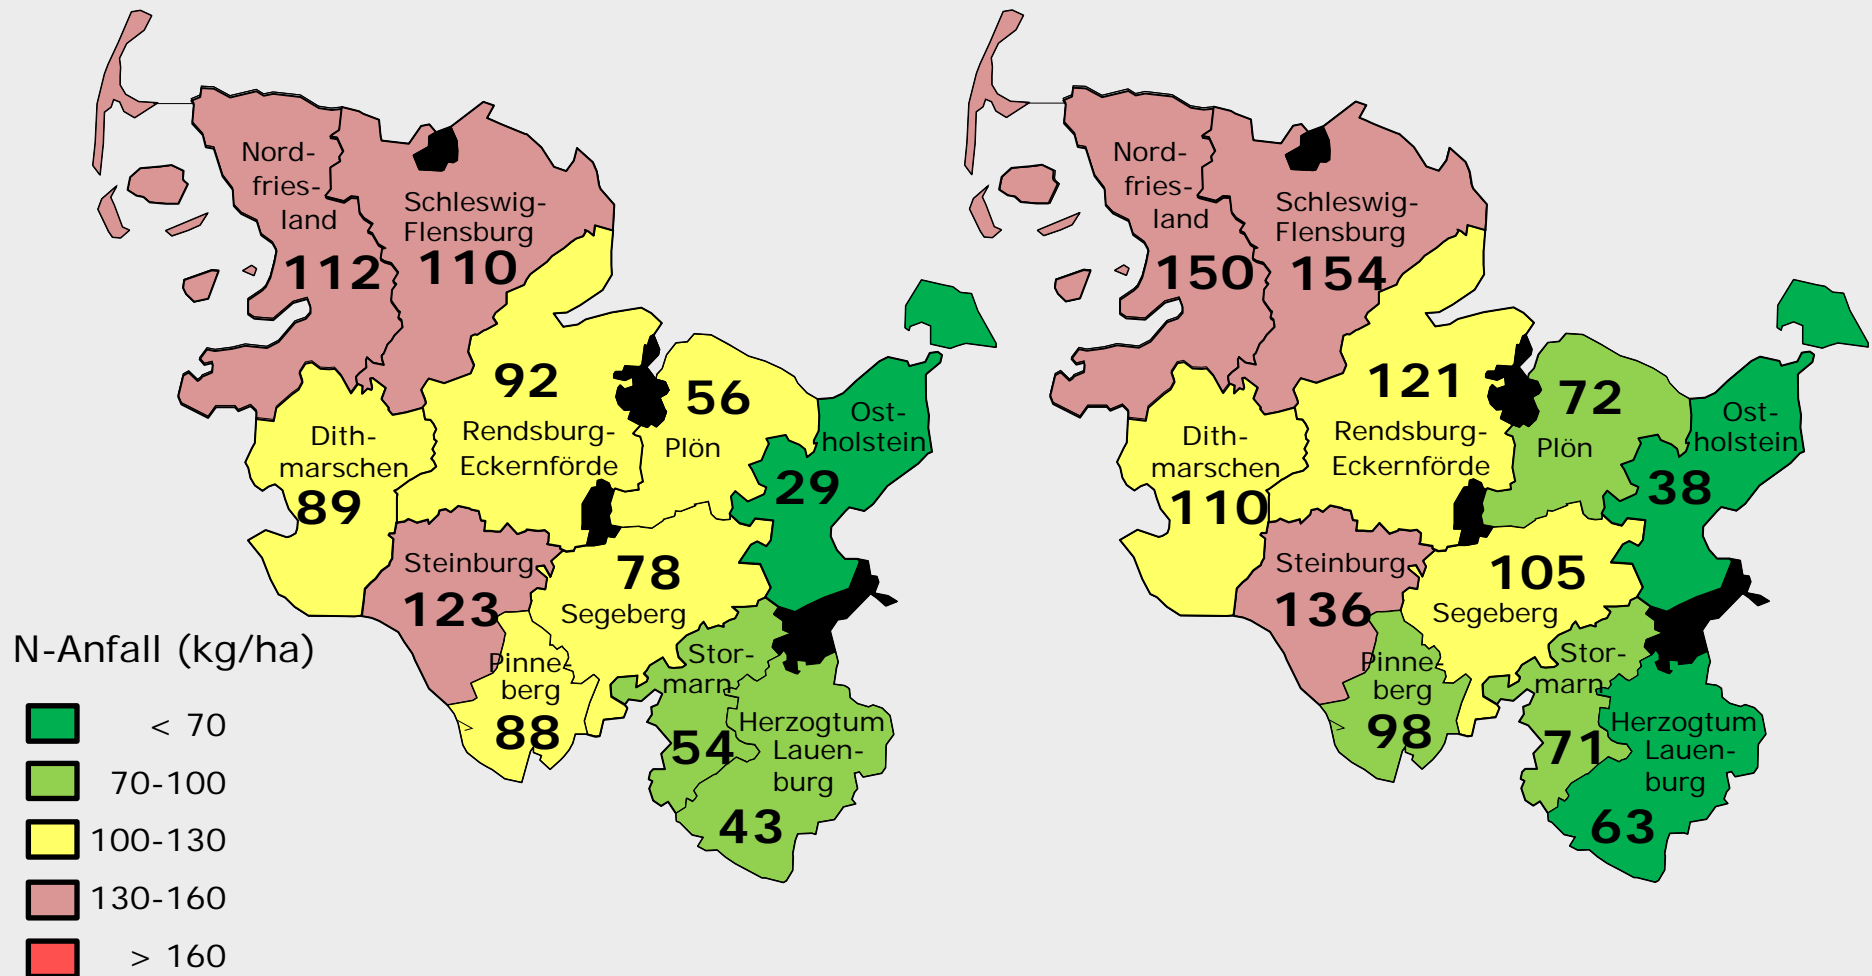 Nord-
fries-
land
112
Schleswig-
Flensburg
110
92
Rendsburg-
Eckernförde
56
Plön
Ost-
holstein
29
Dith-
marschen
89
Steinburg
123
78
Segeberg
Pinne-
berg
88
Stor-
marn
54
Herzogtum
Lauen-
burg
43
Nord-
fries-
land
150
Schleswig-
Flensburg
154
121
Rendsburg-
Eckernförde
72
Plön
Ost-
holstein
38
Dith-
marschen
110
Steinburg
136
105
Segeberg
Pinne-
berg
98
Stor-
marn
71
Herzogtum
Lauen-
burg
63
N-Anfall (kg/ha)
< 70
70-100
100-130
130-160
> 160